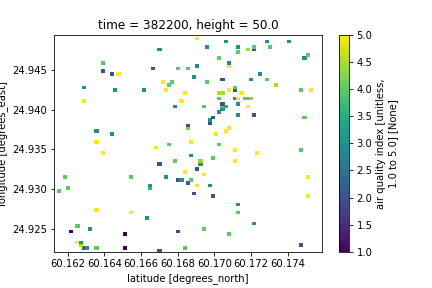 time = 382200, height = 50.0
longitude [degrees_east]
24.945
24.940
24.935
24.930
24.925
60.162 60.164 60.166 60.168 60.170 60.172 60.174
latitude [degrees_north]
5.0
4.5
4.0
3.5
3.0
2.5
2.0
1.5
1.0
air quality index [unitless,
1.0 to 5.0] [None]